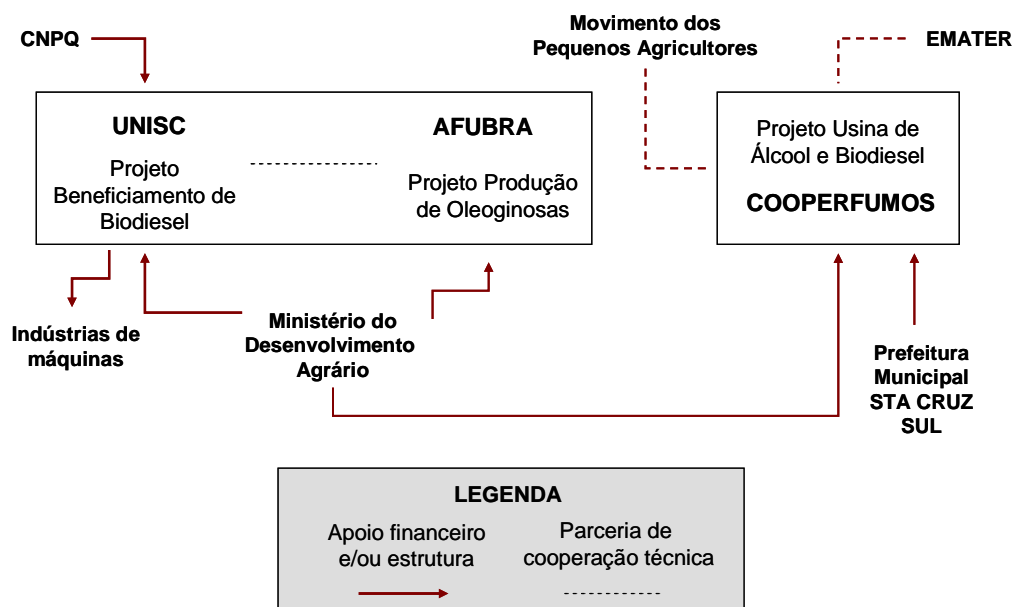 CNPQ
Movimento dos
Pequenos Agricultores
EMATER
UNISC
Projeto
Beneficiamento de
Biodiesel
AFUBRA
Projeto Produção
de Oleoginosas
Projeto Usina de
Álcool e Biodiesel
COOPERFUMOS
Indústrias de
máquinas
Ministério do
Desenvolvimento
Agrário
Prefeitura
Municipal
STA CRUZ
SUL
LEGENDA
Apoio financeiro
e/ou estrutura
Parceria de
cooperação técnica